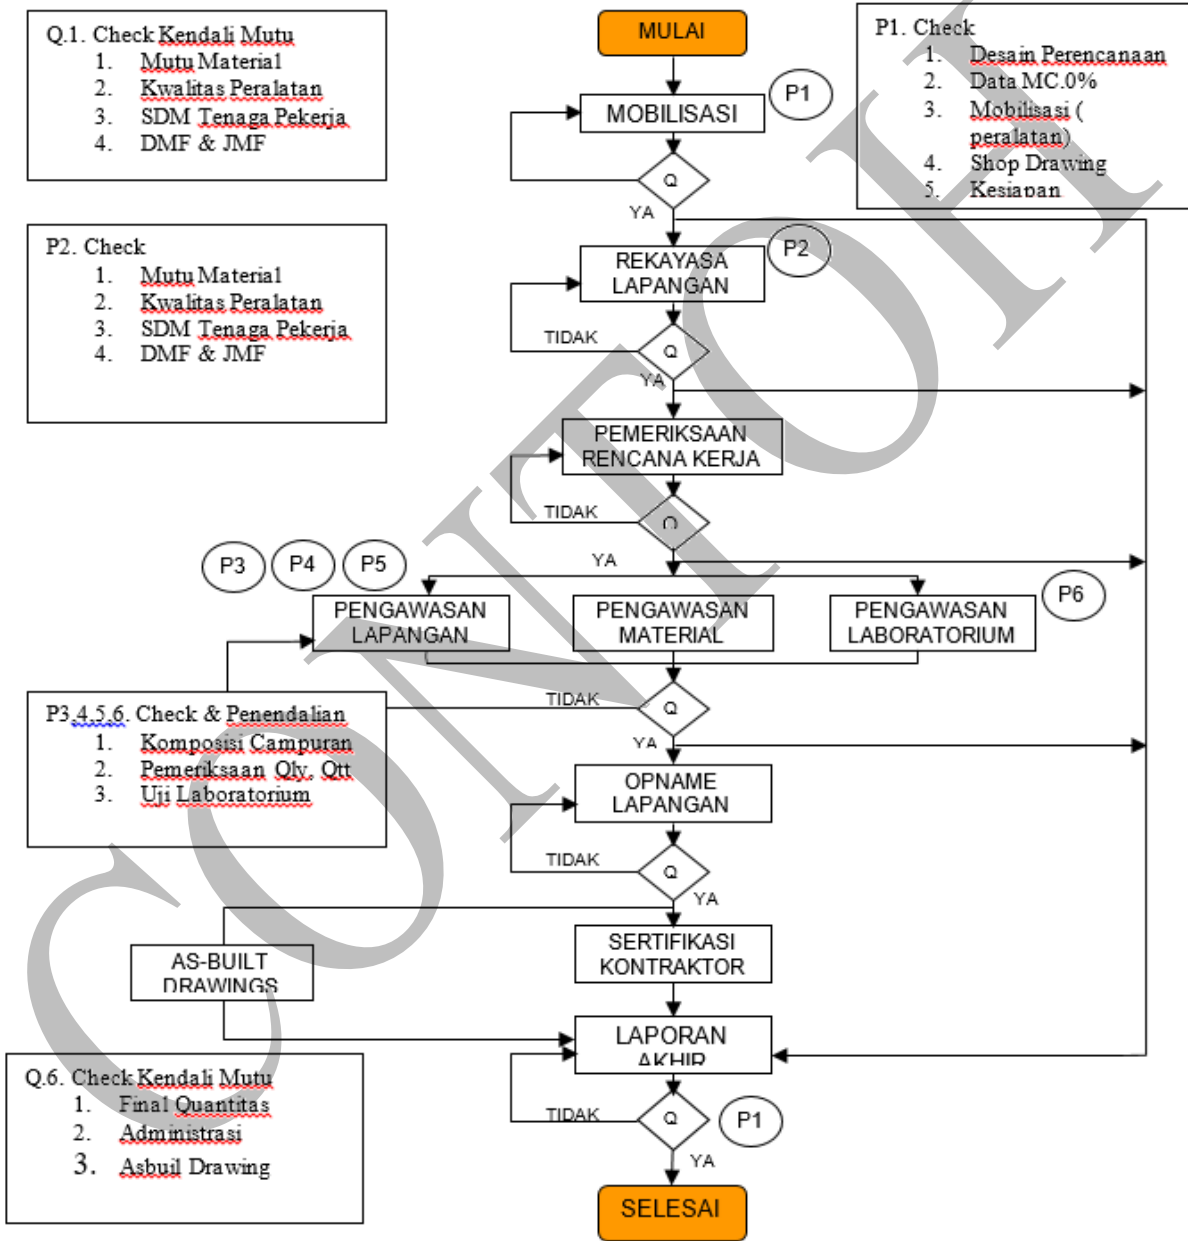 Q.1. Check Kendali Mutu
1. Mutu Material
2. Kwalitas Peralatan
3. SDM Tenaga Pekerja
4. DMF & JMF
MULAI
P1. Check
1. Desain Perencanaan
2. Data MC.0%
3. Mobilisasi (
peralatan)
4. Shop Drawing
5. Kesiapan
MOBILISASI
P1
Q
YA
P2. Check
1. Mutu Material
2. Kwalitas Peralatan
3. SDM Tenaga Pekerja
4. DMF & JMF
REKAYASA
LAPANGAN
P2
TIDAK
Q
YA
PEMERIKSAAN
RENCANA KERJA
TIDAK
Q
YA
P3
P4
P5
P6
PENGAWASAN
LAPANGAN
PENGAWASAN
MATERIAL
PENGAWASAN
LABORATORIUM
P3,4,5,6. Check & Penendalian
1. Komposisi Campuran
2. Pemeriksaan Qly, Qtt
3. Uji Laboratorium
TIDAK
Q
YA
OPNAME
LAPANGAN
TIDAK
Q
YA
AS-BUILT
DRAWINGS
SERTIFIKASI
KONTRAKTOR
LAPORAN
AKHIR
Q.6. Check Kendali Mutu
1. Final Quantitas
2. Administrasi
3. Asbuil Drawing
TIDAK
Q
P1
YA
SELESAI
CONTOH